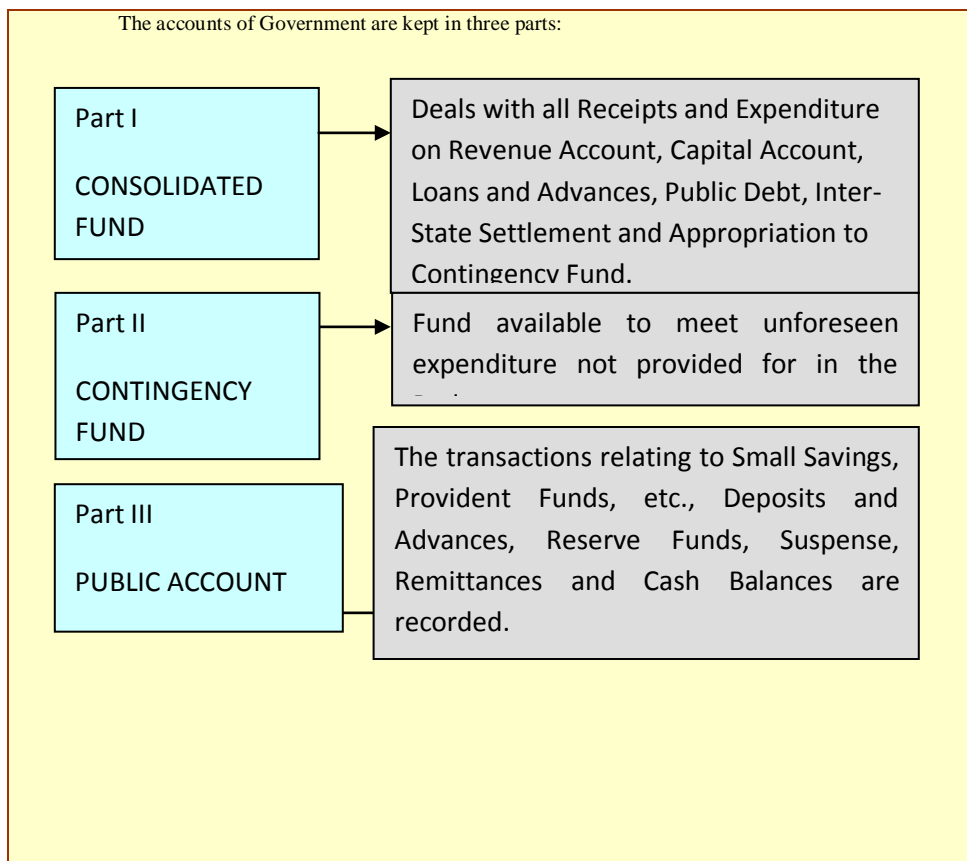 The accounts of Government are kept in three parts:
Part I
CONSOLIDATED
FUND
Deals with all Receipts and Expenditure
on Revenue Account, Capital Account,
Loans and Advances, Public Debt, Inter-
State Settlement and Appropriation to
Contingency Fund.
Part II
CONTINGENCY
FUND
Fund available to meet unforeseen
expenditure not provided for in the
Part III
PUBLIC ACCOUNT
The transactions relating to Small Savings,
Provident Funds, etc., Deposits and
Advances, Reserve Funds, Suspense,
Remittances and Cash Balances are
recorded.